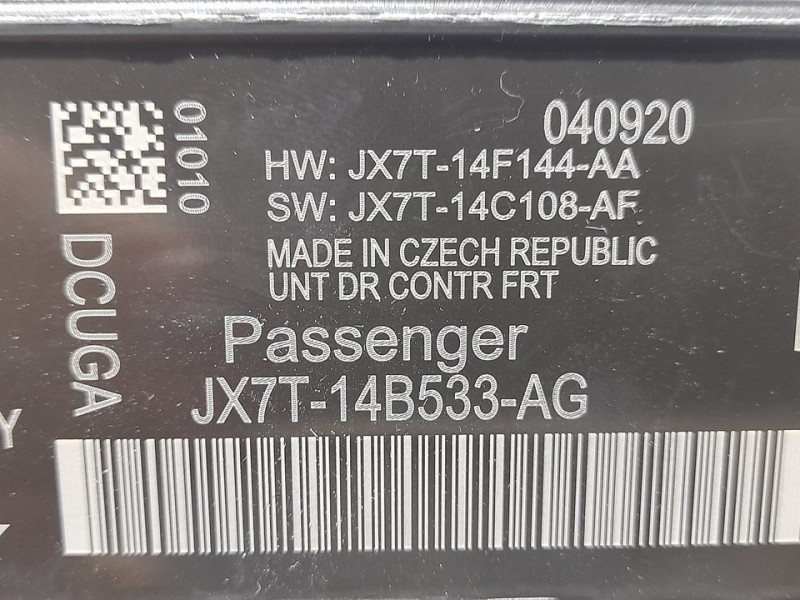 040920
01010
HW: JX7T-14F144-AA
SW: JX7T-14C108-AF
MADE IN CZECH REPUBLIC
UNT DR CONTR FRT
DCUGA
Passenger
JX7T-14B533-AG
Y